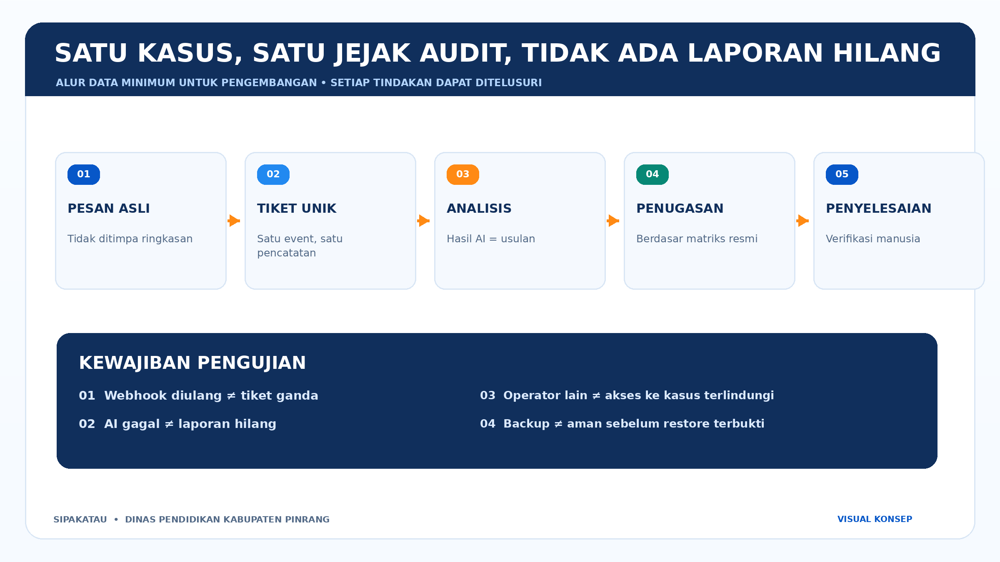 SATU KASUS, SATU JEJAK AUDIT, TIDAK ADA LAPORAN HILANG
ALUR DATA MINIMUM UNTUK PENGEMBANGAN • SETIAP TINDAKAN DAPAT DITELUSURI
01
PESAN ASLI
Tidak ditimpa ringkasan
02
TIKET UNIK
Satu event, satu
pencatatan
03
ANALISIS
Hasil AI = usulan
04
PENUGASAN
Berdasar matriks resmi
05
PENYELESAIAN
Verifikasi manusia
KEWAJIBAN PENGUJIAN
01 Webhook diulang ≠ tiket ganda
02 AI gagal ≠ laporan hilang
03 Operator lain ≠ akses ke kasus terlindungi
04 Backup ≠ aman sebelum restore terbukti
SIPAKATAU • DINAS PENDIDIKAN KABUPATEN PINRANG
VISUAL KONSEP